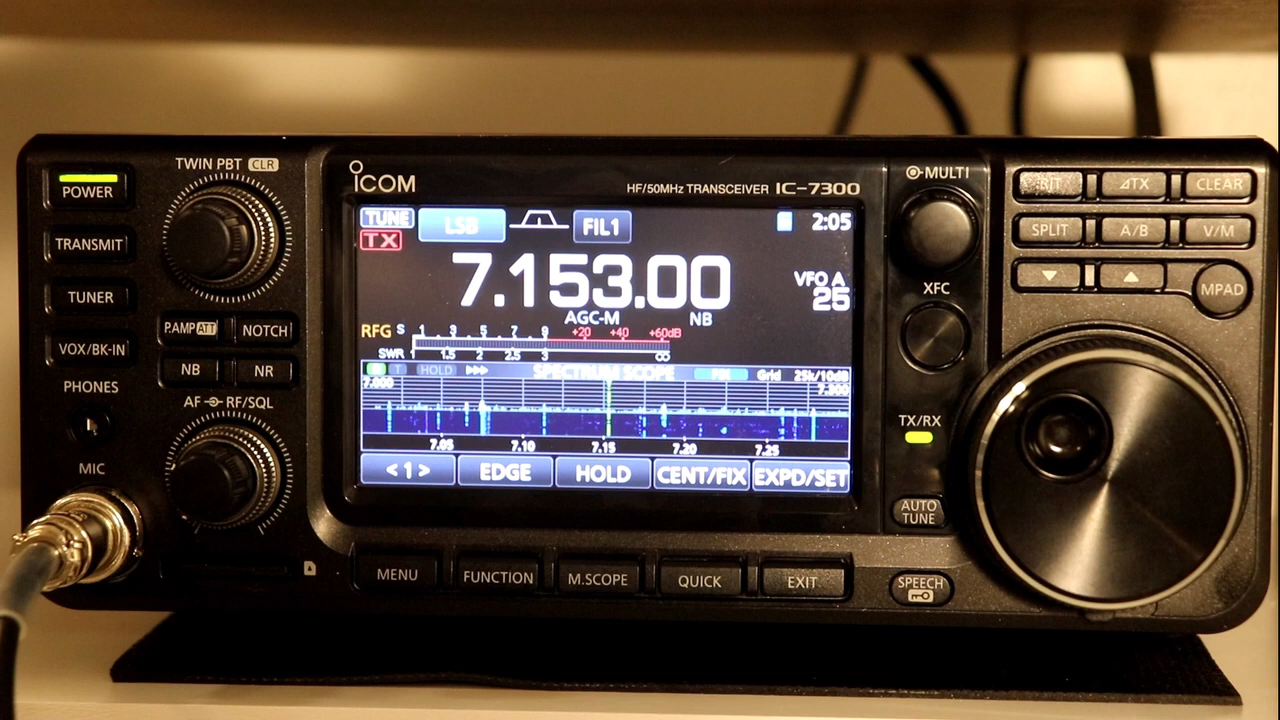 TWIN PBT CLR
POWER
TRANSMIT
TUNER
VOX/BK-IN
P.AMP ATT
NOTCH
NB
NR
PHONES
AF RF/SQL
MIC
ICOM
HF/50MHz TRANSCEIVER IC-7300
TUNE LSB FIL1 2:05
TX
7.153.00
VFO A
25
AGC-M NB
RFG S 1 . 3 . 5 . 7 . 9 +20 +40 +60dB
SWR 1 1.5 2 2.5 3 ∞
HOLD SPECTRUM SCOPE Grid 25k/10dB
7.000 7.300
7.05 7.10 7.15 7.20 7.25
< 1 > EDGE HOLD CENT/FIX EXPD/SET
MENU FUNCTION M.SCOPE QUICK EXIT
MULTI
XFC
TX/RX
AUTO
TUNE
SPEECH
RIT ⊿TX CLEAR
SPLIT A/B V/M
▼ ▲ MPAD